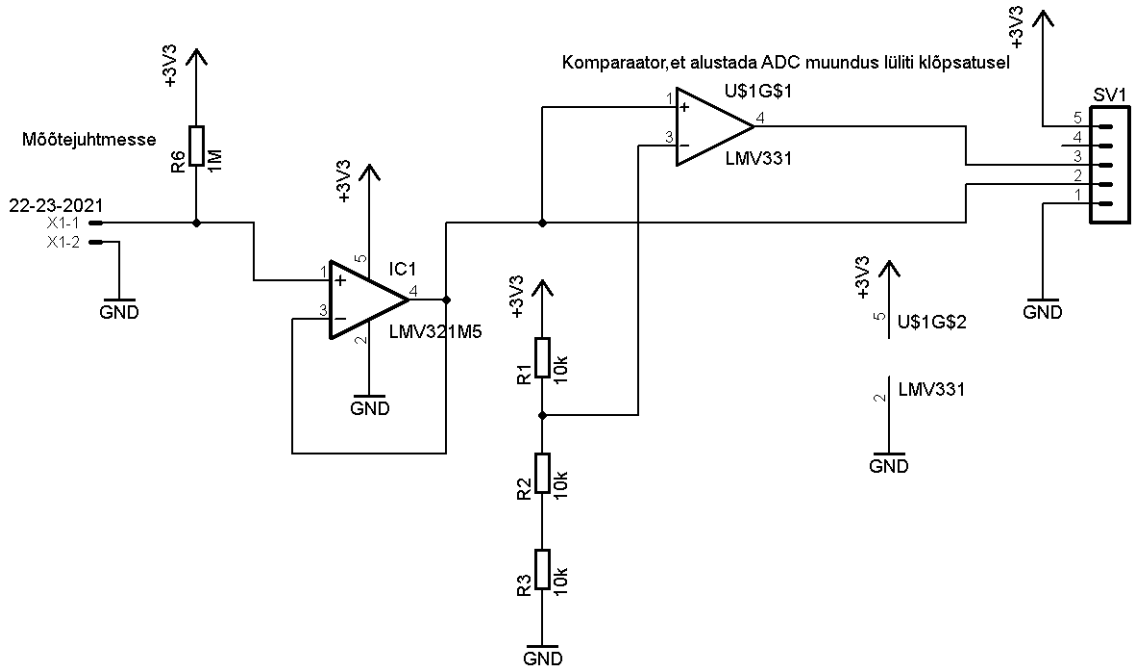 +3V3
Komparaator,et alustada ADC muundus lüliti klõpsatusel
U$1G$1
+3V3
SV1
Mõõtejuhtmesse
R6
1M
1
3
4
LMV331
5
4
3
2
1
+3V3
22-23-2021
X1-1
X1-2
GND
1
3
5
2
4
IC1
LMV321M5
GND
+3V3
R1
10k
R2
10k
R3
10k
GND
+3V3
5
U$1G$2
2
LMV331
GND
GND